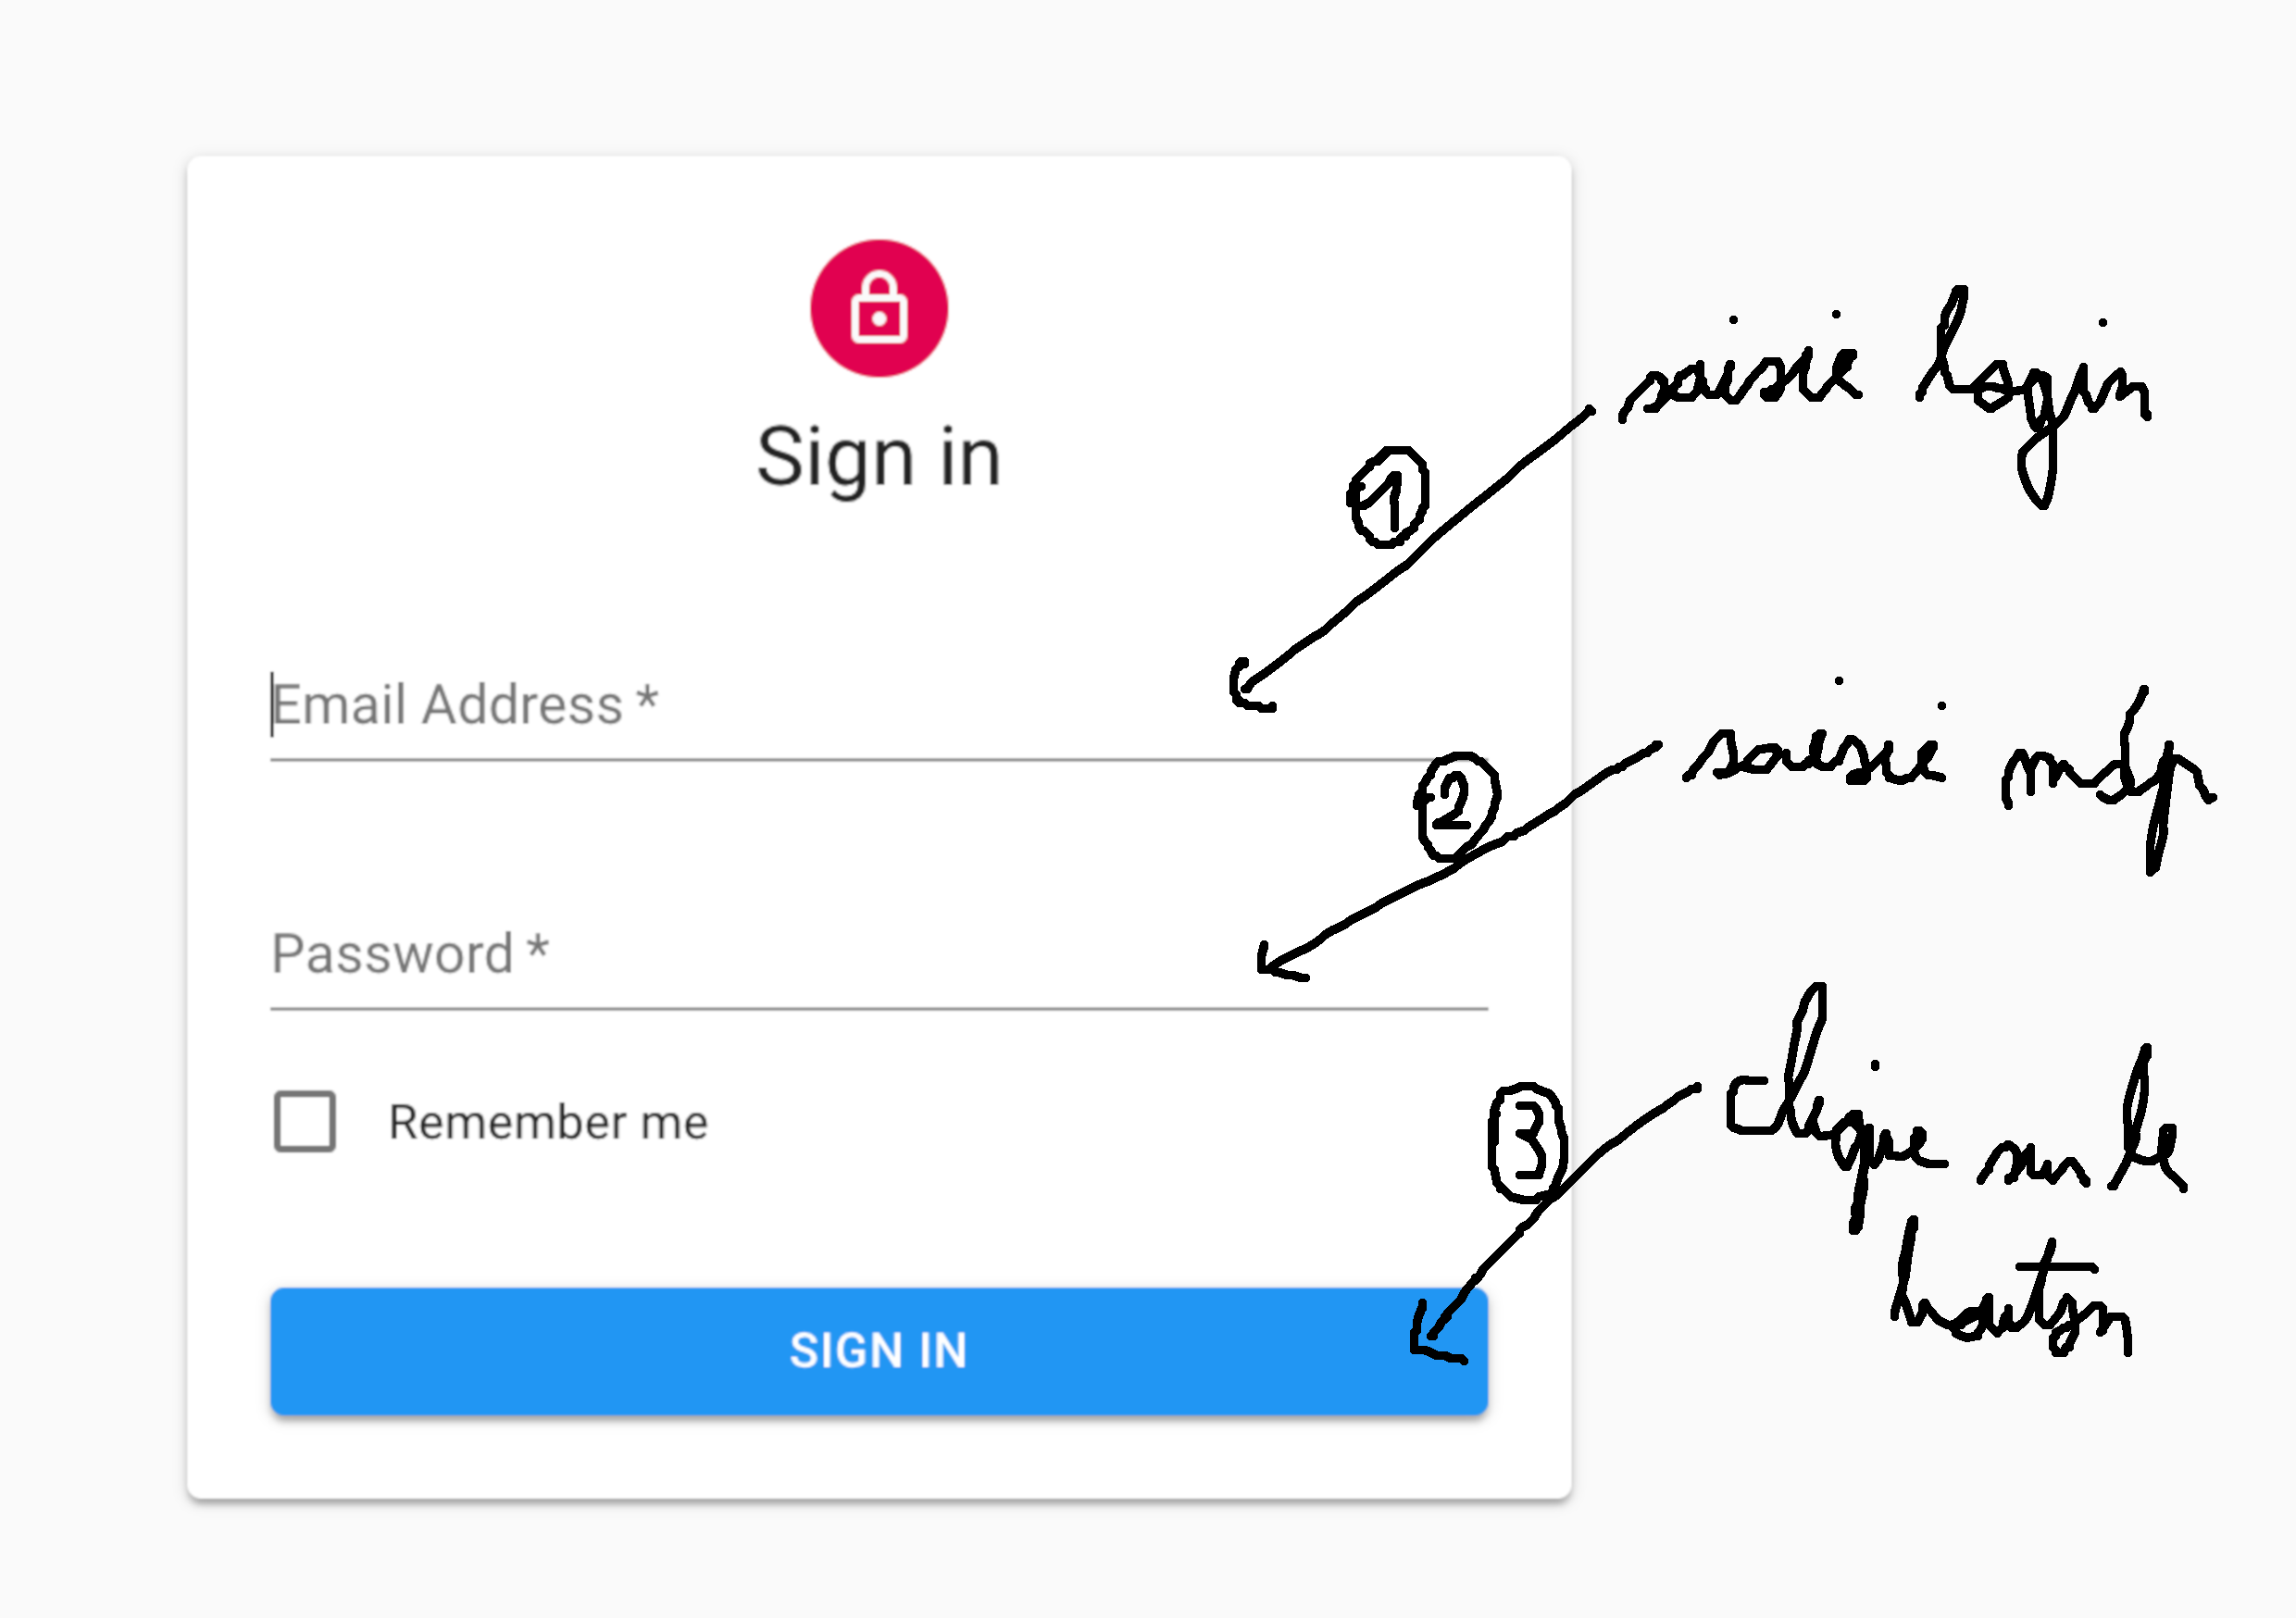 saisie login
1
Sign in
Email Address *
saisie mdp
2
Password *
clique sur le
bouton
3
Remember me
SIGN IN